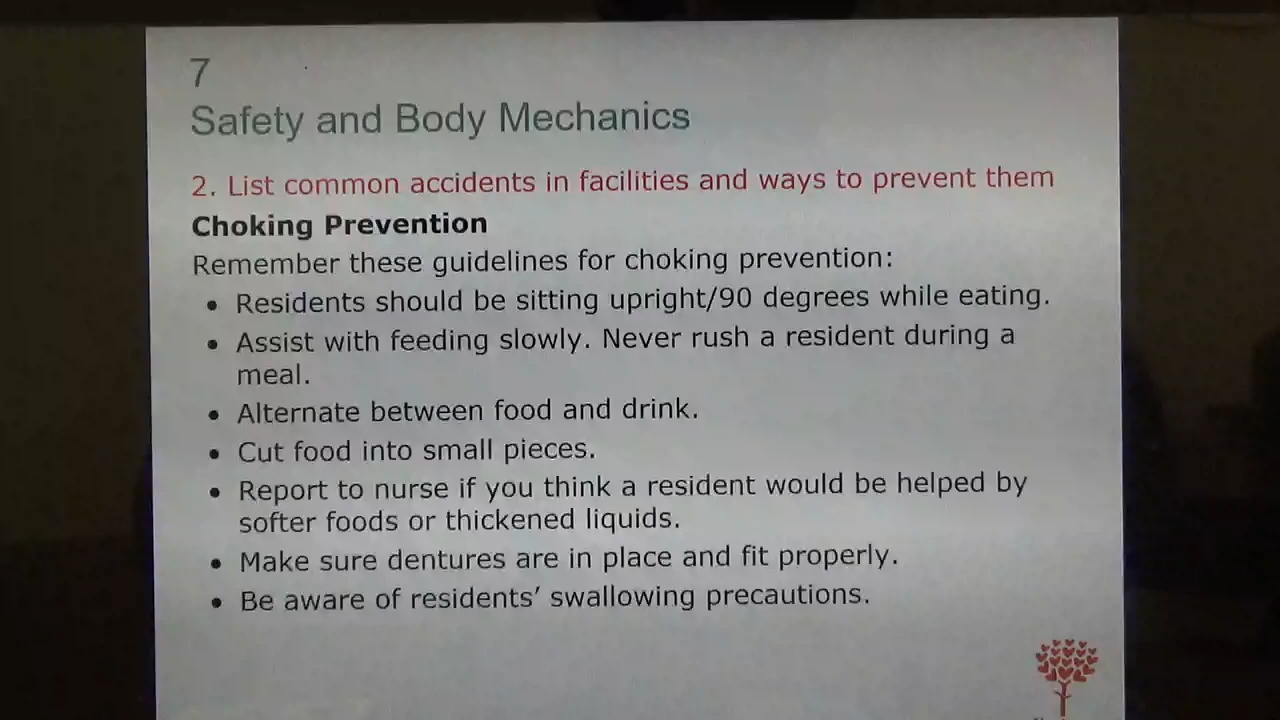 7
Safety and Body Mechanics
2. List common accidents in facilities and ways to prevent them
Choking Prevention
Remember these guidelines for choking prevention:
• Residents should be sitting upright/90 degrees while eating.
• Assist with feeding slowly. Never rush a resident during a
meal.
• Alternate between food and drink.
• Cut food into small pieces.
• Report to nurse if you think a resident would be helped by
softer foods or thickened liquids.
• Make sure dentures are in place and fit properly.
• Be aware of residents’ swallowing precautions.